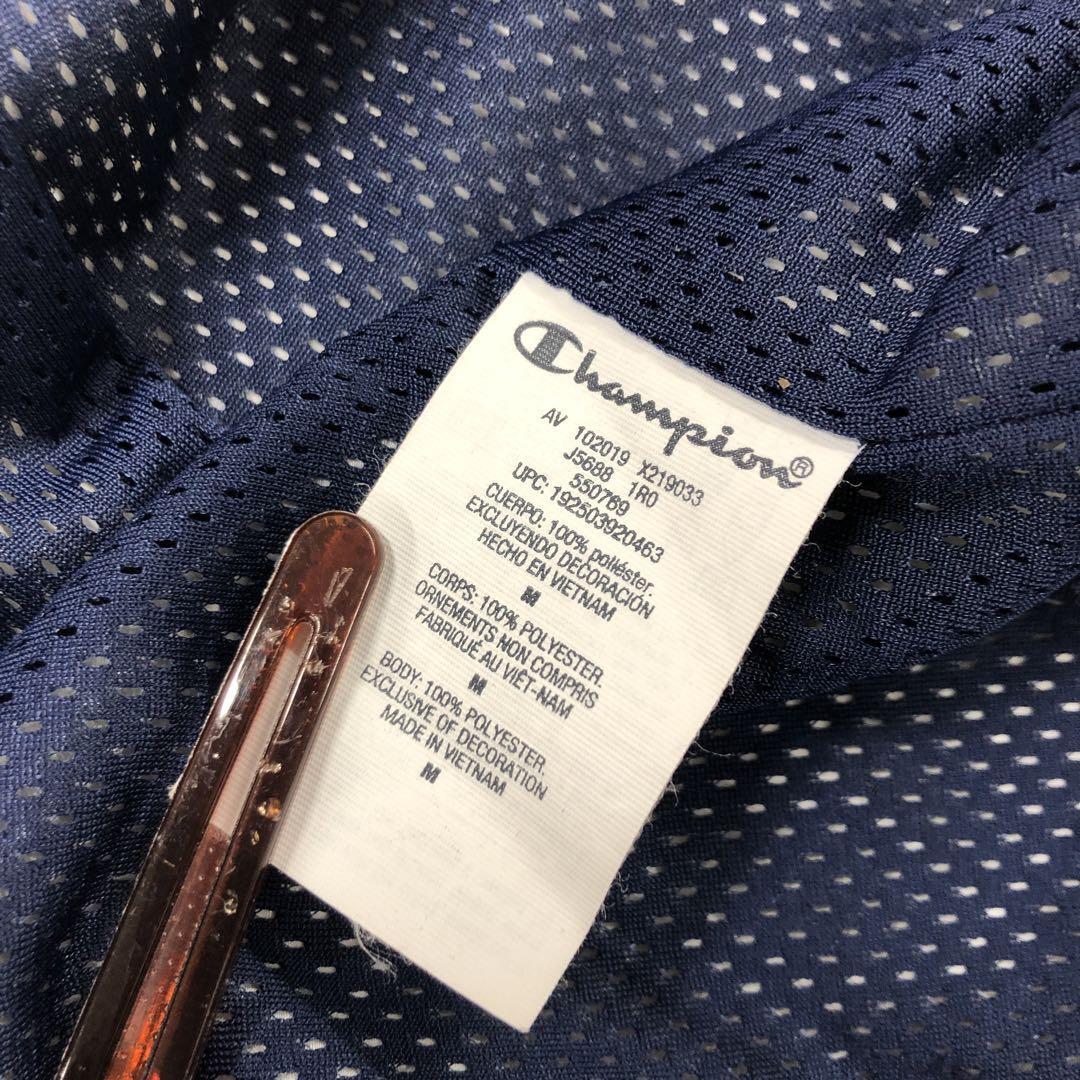 Champion®
AV 102019 X219033
J5688 1R0
550769
UPC: 192503920463
CUERPO: 100% poliéster.
EXCLUYENDO DECORACIÓN
HECHO EN VIETNAM
M
CORPS: 100% POLYESTER.
ORNEMENTS NON COMPRIS
FABRIQUÉ AU VIÊT-NAM
M
BODY: 100% POLYESTER.
EXCLUSIVE OF DECORATION
MADE IN VIETNAM
M